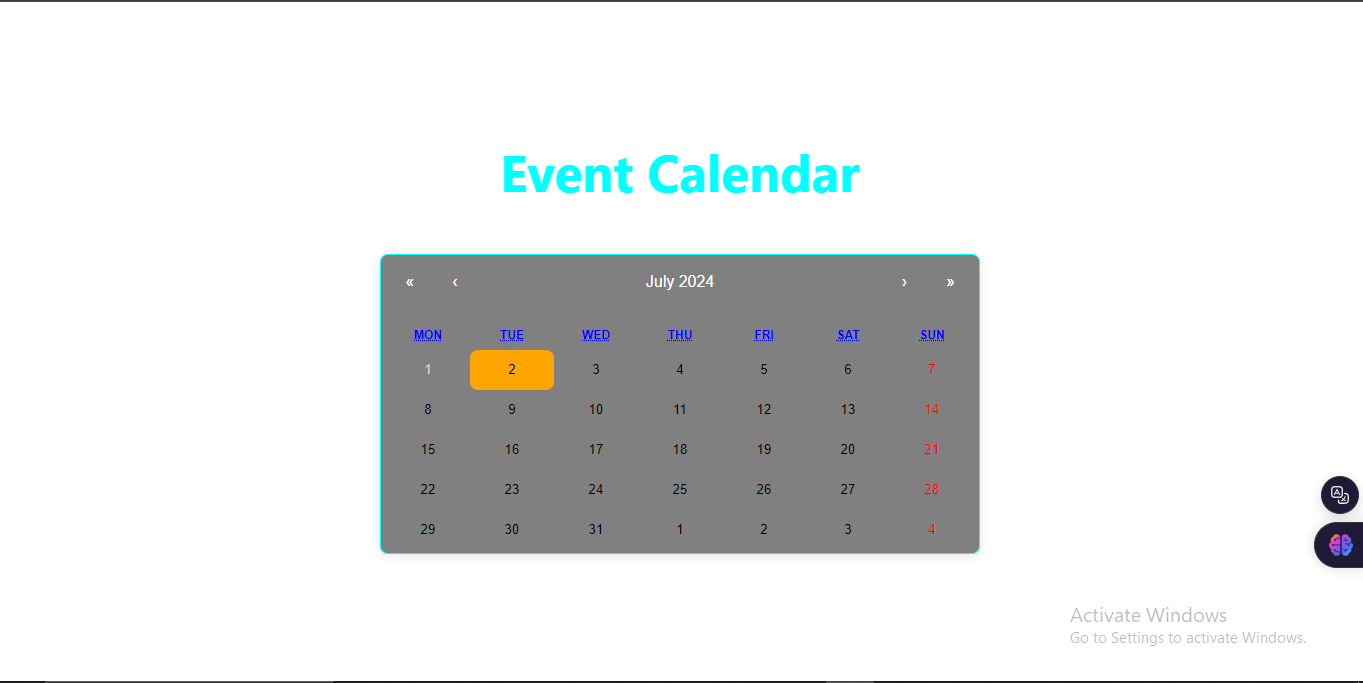 Event Calendar
« ‹ July 2024 › »
MON TUE WED THU FRI SAT SUN
1 2 3 4 5 6 7
8 9 10 11 12 13 14
15 16 17 18 19 20 21
22 23 24 25 26 27 28
29 30 31 1 2 3 4
Activate Windows
Go to Settings to activate Windows.